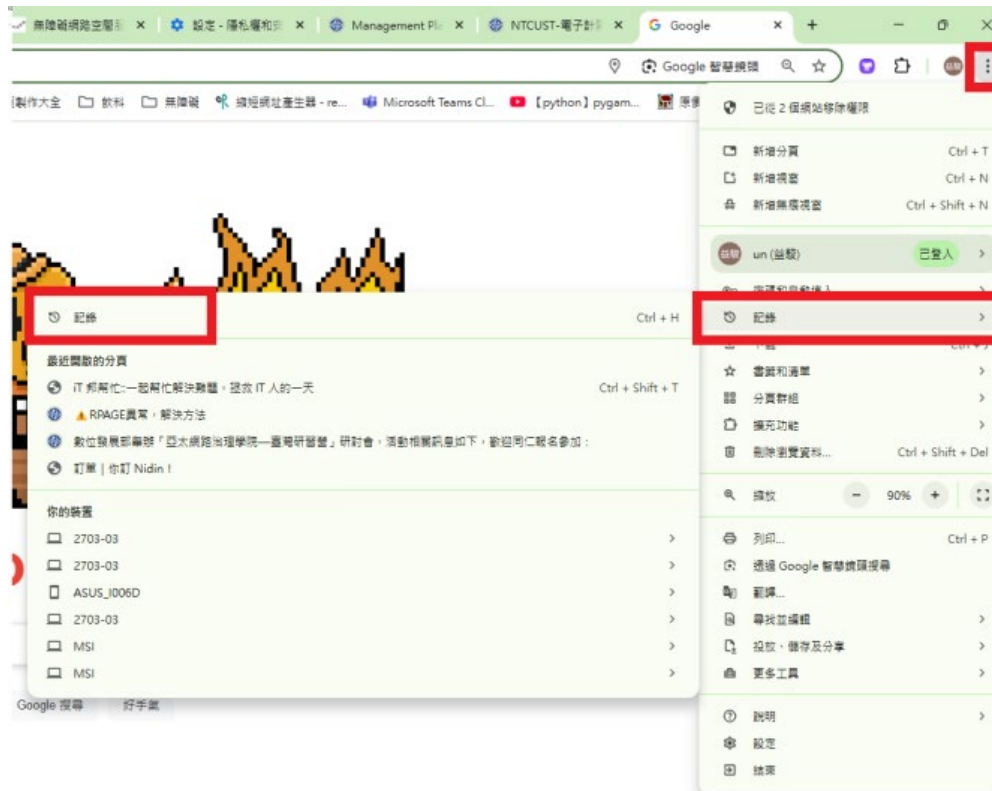 無障礙網路空間服
設定 - 隱私權和安
Management Pl
NTCUST-電子計
Google
Google 智慧鏡頭
製作大全
飲料
無障礙
縮短網址產生器 - re...
Microsoft Teams Cl...
【python】pygam...
已從 2 個網站移除權限
新增分頁 Ctrl + T
新增視窗 Ctrl + N
新增無痕視窗 Ctrl + Shift + N
益駿 un (益駿) 已登入
記錄
書籤和清單
分頁群組
擴充功能
刪除瀏覽資料... Ctrl + Shift + Del
縮放 － 90% ＋
列印... Ctrl + P
透過 Google 智慧鏡頭搜尋
翻譯...
尋找並編輯
投放、儲存及分享
更多工具
說明
設定
結束
記錄 Ctrl + H
最近關閉的分頁
iT 邦幫忙::一起幫忙解決難題，拯救 IT 人的一天 Ctrl + Shift + T
RPAGE異常，解決方法
數位發展部舉辦「亞太網路治理學院—臺灣研習營」研討會，活動相關訊息如下，歡迎同仁報名參加：
訂單 | 你訂 Nidin！
你的裝置
2703-03
2703-03
ASUS_I006D
2703-03
MSI
MSI
Google 搜尋
好手氣